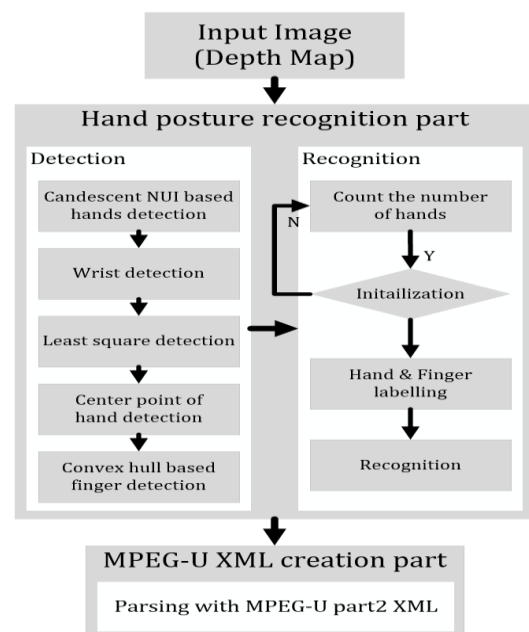 Input Image
(Depth Map)
Hand posture recognition part
Detection
Candescent NUI based
hands detection
Wrist detection
Least square detection
Center point of
hand detection
Convex hull based
finger detection
Recognition
Count the number
of hands
N
Y
Initailization
Hand & Finger
labelling
Recognition
MPEG-U XML creation part
Parsing with MPEG-U part2 XML